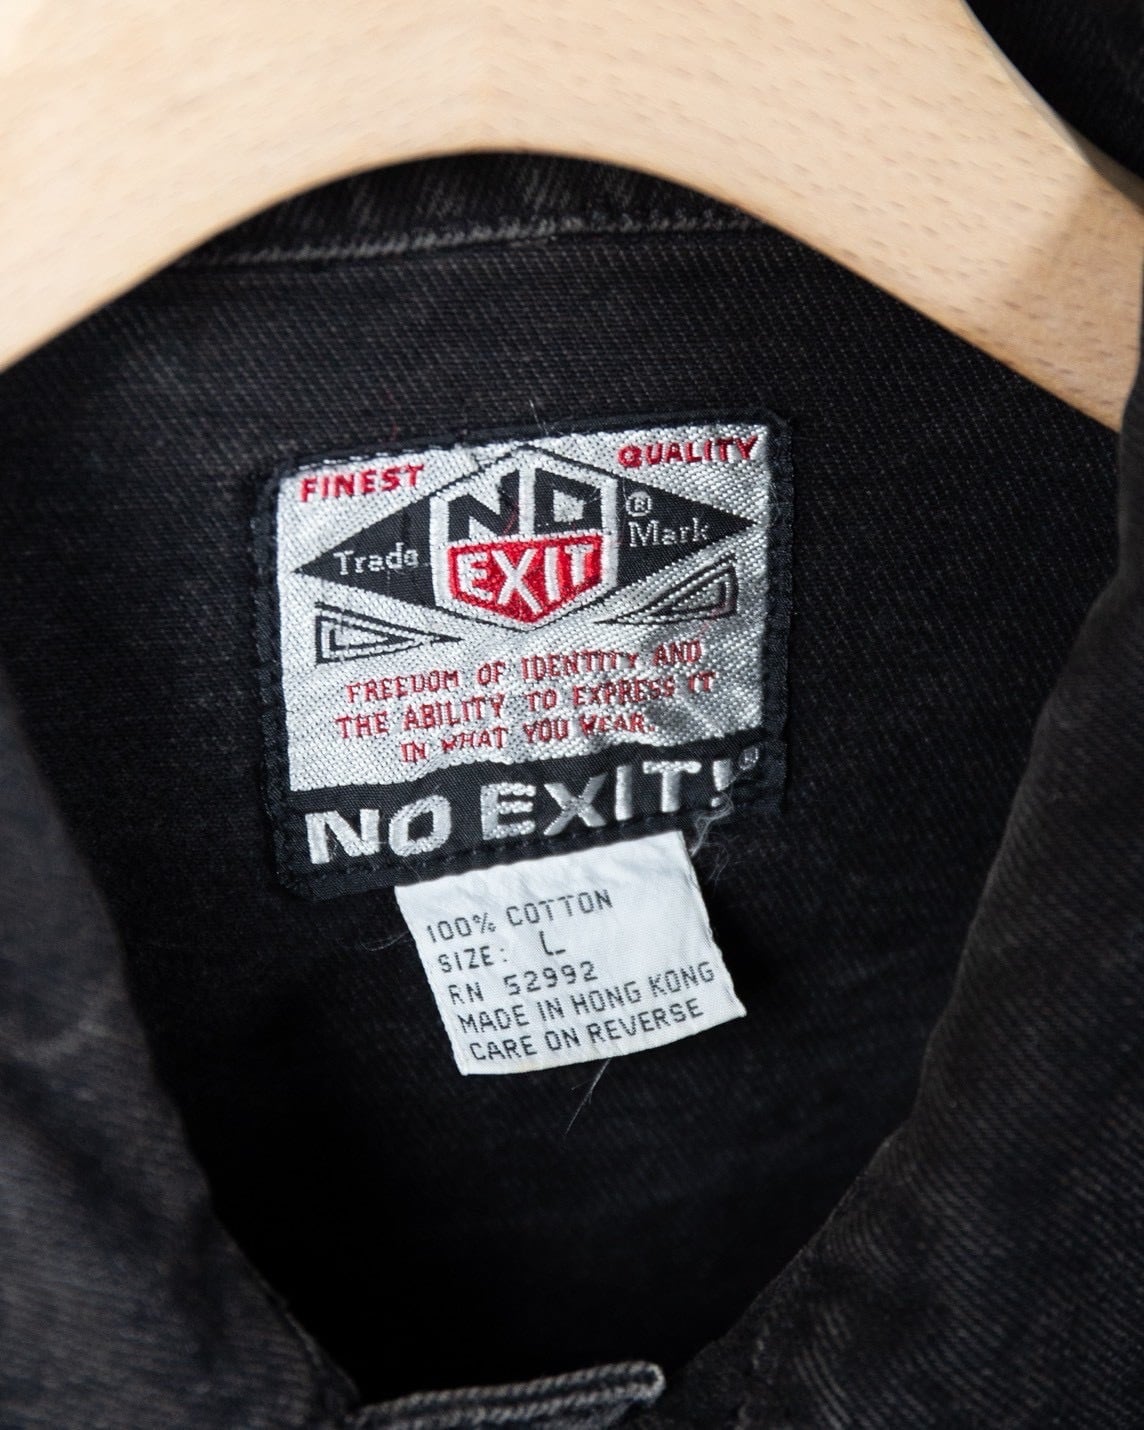 FINEST QUALITY
NO
Trade ® Mark
EXIT
FREEDOM OF IDENTITY AND
THE ABILITY TO EXPRESS IT
IN WHAT YOU WEAR.
NO EXIT!®
100% COTTON
SIZE: L
RN 52992
MADE IN HONG KONG
CARE ON REVERSE